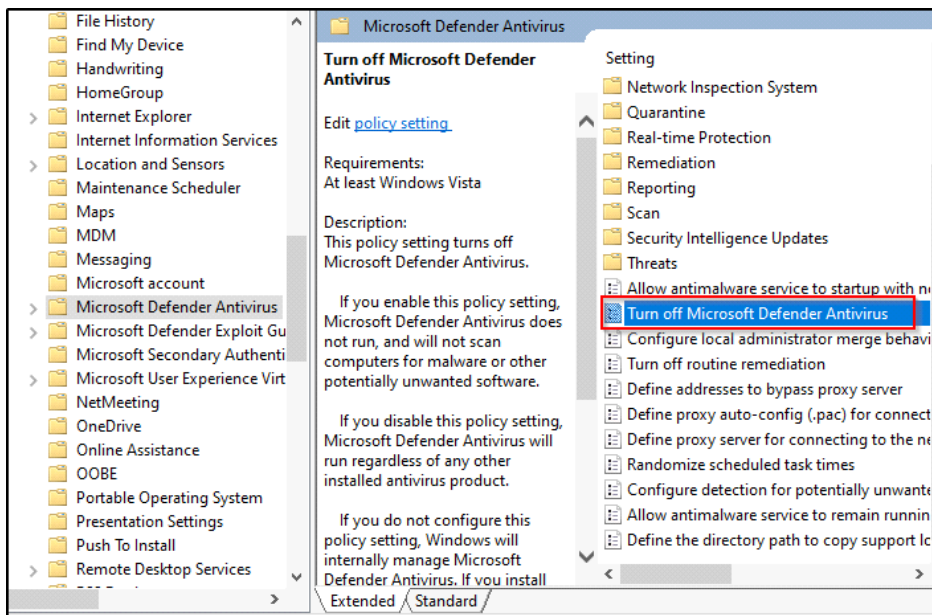 File History
Find My Device
Handwriting
HomeGroup
Internet Explorer
Internet Information Services
Location and Sensors
Maintenance Scheduler
Maps
MDM
Messaging
Microsoft account
Microsoft Defender Antivirus
Microsoft Defender Exploit Gu
Microsoft Secondary Authenti
Microsoft User Experience Virt
NetMeeting
OneDrive
Online Assistance
OOBE
Portable Operating System
Presentation Settings
Push To Install
Remote Desktop Services
Microsoft Defender Antivirus
Turn off Microsoft Defender
Antivirus
Edit policy setting
Requirements:
At least Windows Vista
Description:
This policy setting turns off
Microsoft Defender Antivirus.
If you enable this policy setting,
Microsoft Defender Antivirus does
not run, and will not scan
computers for malware or other
potentially unwanted software.
If you disable this policy setting,
Microsoft Defender Antivirus will
run regardless of any other
installed antivirus product.
If you do not configure this
policy setting, Windows will
internally manage Microsoft
Defender Antivirus. If you install
Setting
Network Inspection System
Quarantine
Real-time Protection
Remediation
Reporting
Scan
Security Intelligence Updates
Threats
Allow antimalware service to startup with n
Turn off Microsoft Defender Antivirus
Configure local administrator merge behavi
Turn off routine remediation
Define addresses to bypass proxy server
Define proxy auto-config (.pac) for connect
Define proxy server for connecting to the ne
Randomize scheduled task times
Configure detection for potentially unwante
Allow antimalware service to remain runnin
Define the directory path to copy support lo
Extended
Standard